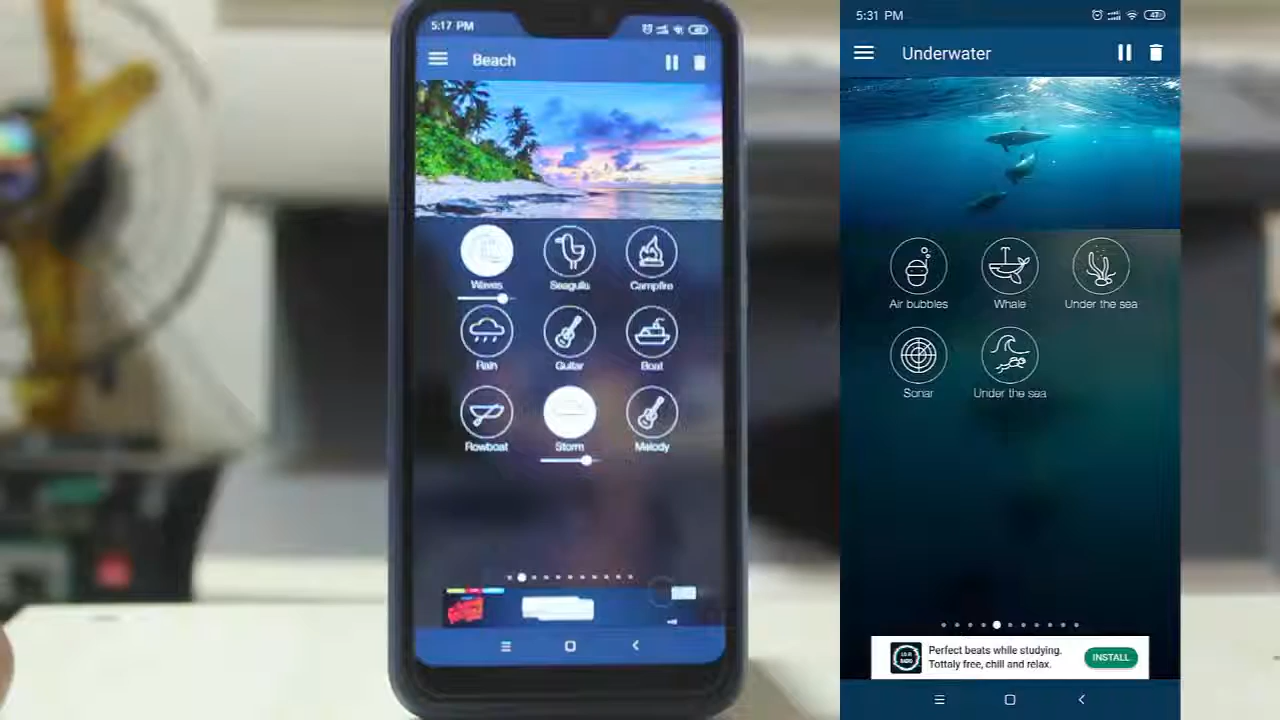 5:17 PM
Beach
Waves
Seagulls
Campfire
Rain
Guitar
Boat
Rowboat
Storm
Melody
5:31 PM
47
Underwater
Air bubbles
Whale
Under the sea
Sonar
Under the sea
Perfect beats while studying.
Tottaly free, chill and relax.
INSTALL